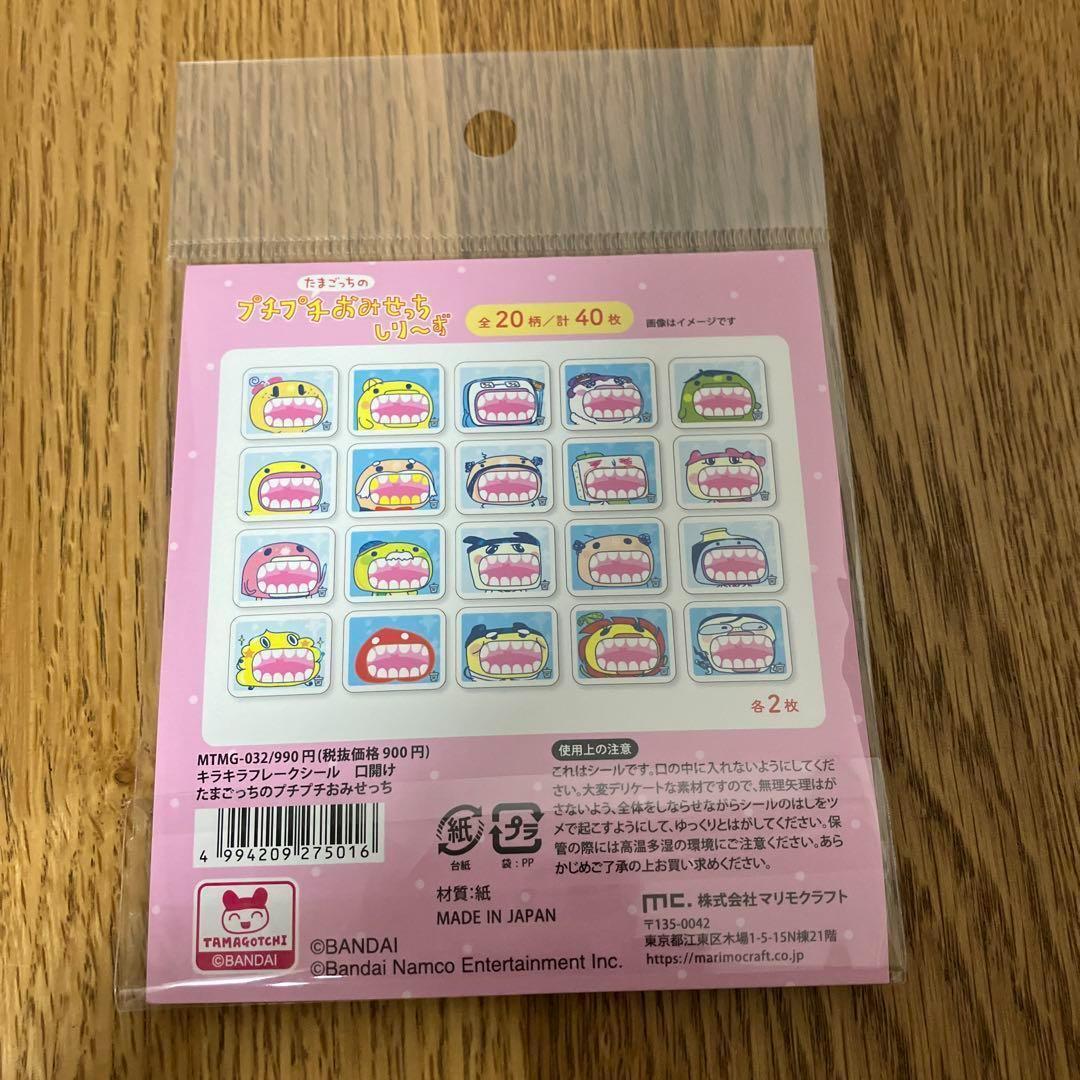 たまごっちの
プチプチおみせっち
しり～ず
全20柄／計40枚
画像はイメージです
各2枚
MTMG-032/990円(税抜価格900円)
キラキラフレークシール　口開け
たまごっちのプチプチおみせっち
4 994209 275016
TAMAGOTCHI
©BANDAI
紙
台紙
プラ
袋：PP
材質：紙
MADE IN JAPAN
©BANDAI
©Bandai Namco Entertainment Inc.
使用上の注意
これはシールです。口の中に入れないようにしてくだ
さい。大変デリケートな素材ですので、無理矢理はが
さないよう、全体をしならせながらシールのはしをツ
メで起こすようにして、ゆっくりとはがしてください。保
管の際には高温多湿の環境にご注意ください。あら
かじめご了承の上お買い求めください。
mc. 株式会社マリモクラフト
〒135-0042
東京都江東区木場1-5-15N棟21階
https://marimocraft.co.jp